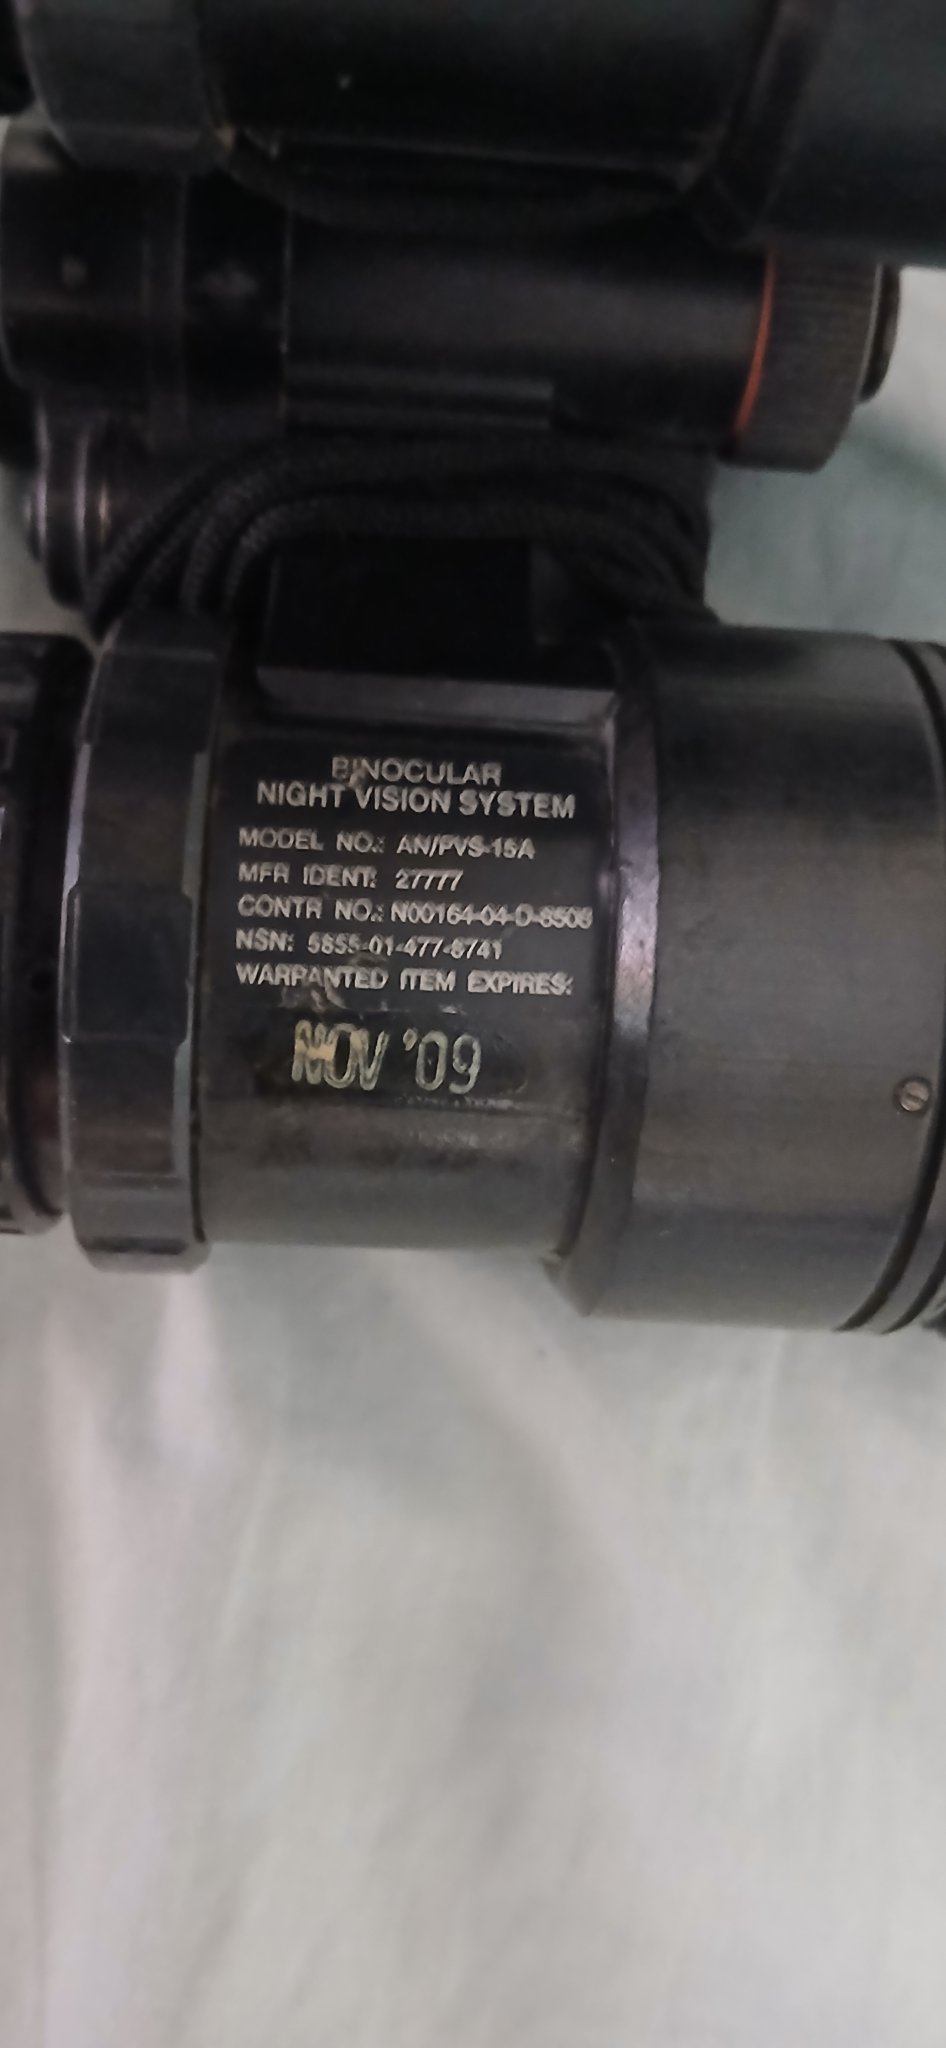 BINOCULAR
NIGHT VISION SYSTEM
MODEL NO.: AN/PVS-15A
MFR IDENT: 27777
CONTR NO.: N00164-04-D-8508
NSN: 5855-01-477-8741
WARRANTED ITEM EXPIRES:
NOV '09